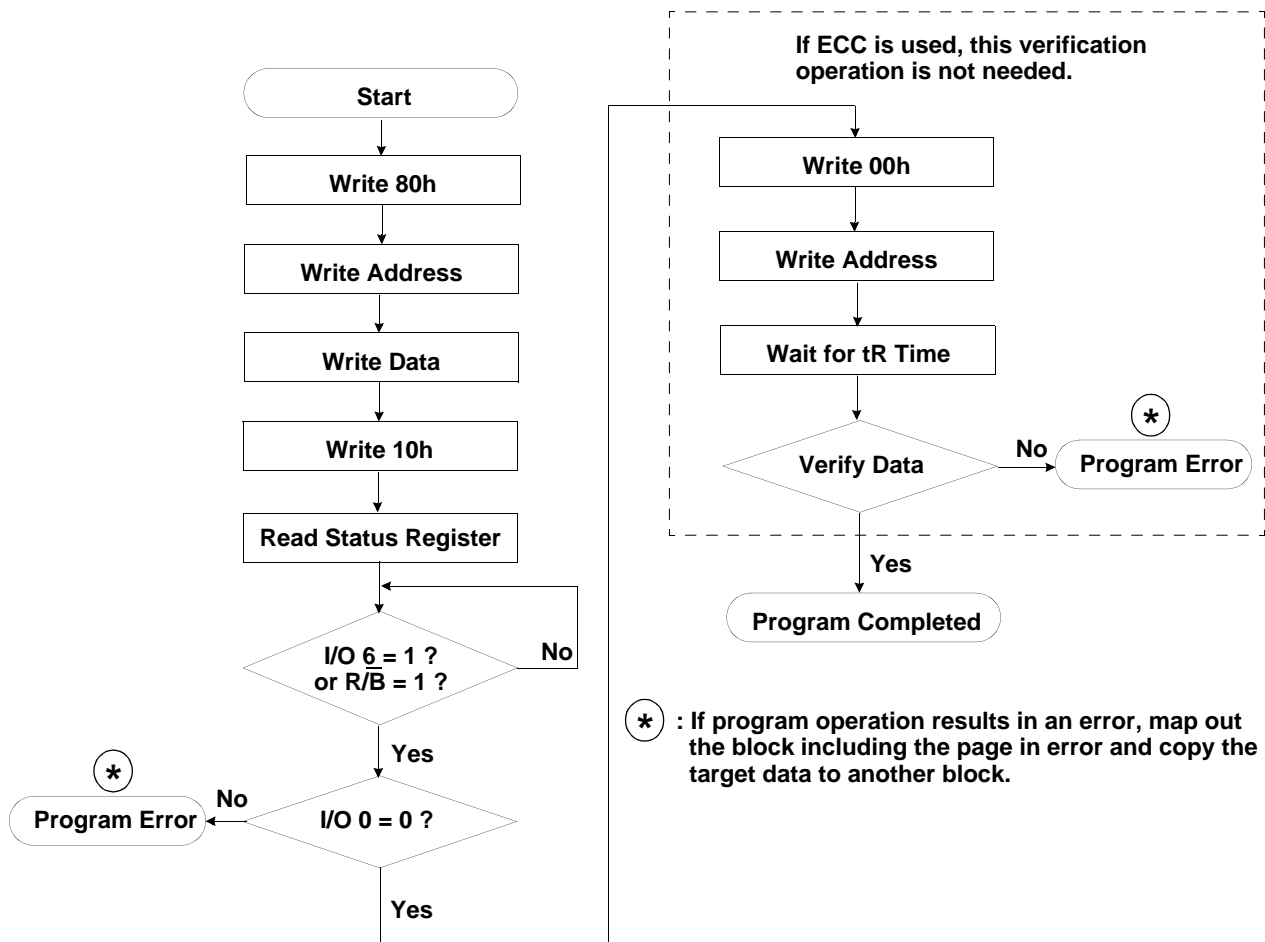 Start
Write 80h
Write Address
Write Data
Write 10h
Read Status Register
I/O 6 = 1 ?
or R/B̅ = 1 ?
No
Yes
*
No
Program Error
I/O 0 = 0 ?
Yes
If ECC is used, this verification
operation is not needed.
Write 00h
Write Address
Wait for tR Time
*
Verify Data
No
Program Error
Yes
Program Completed
* : If program operation results in an error, map out
the block including the page in error and copy the
target data to another block.